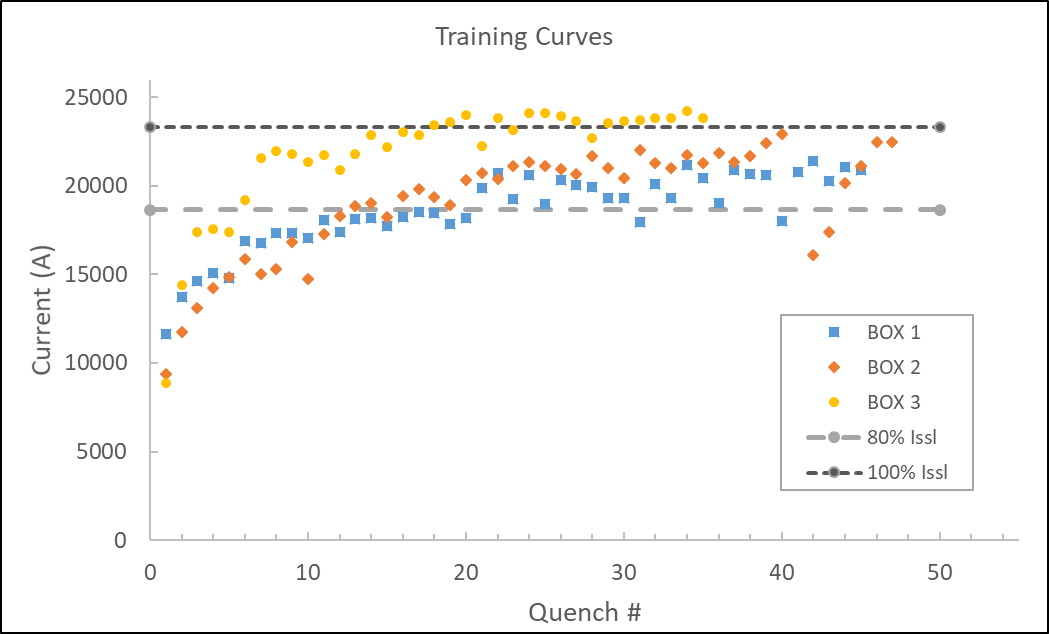 Training Curves
25000
20000
15000
10000
5000
0
Current (A)
0 10 20 30 40 50
Quench #
BOX 1
BOX 2
BOX 3
80% Issl
100% Issl